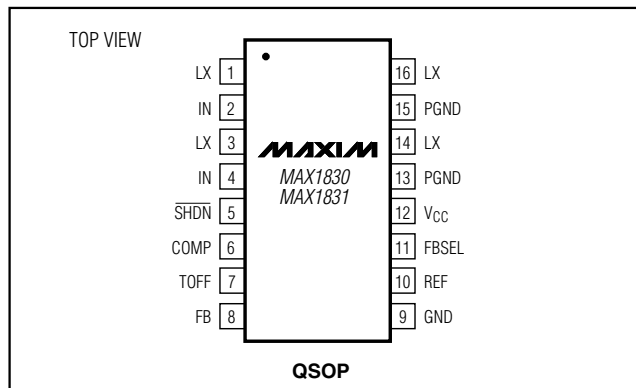 TOP VIEW
LX 1 16 LX
IN 2 15 PGND
LX 3 14 LX
MAXIM
IN 4 MAX1830 13 PGND
MAX1831
SHDN 5 12 VCC
COMP 6 11 FBSEL
TOFF 7 10 REF
FB 8 9 GND
QSOP